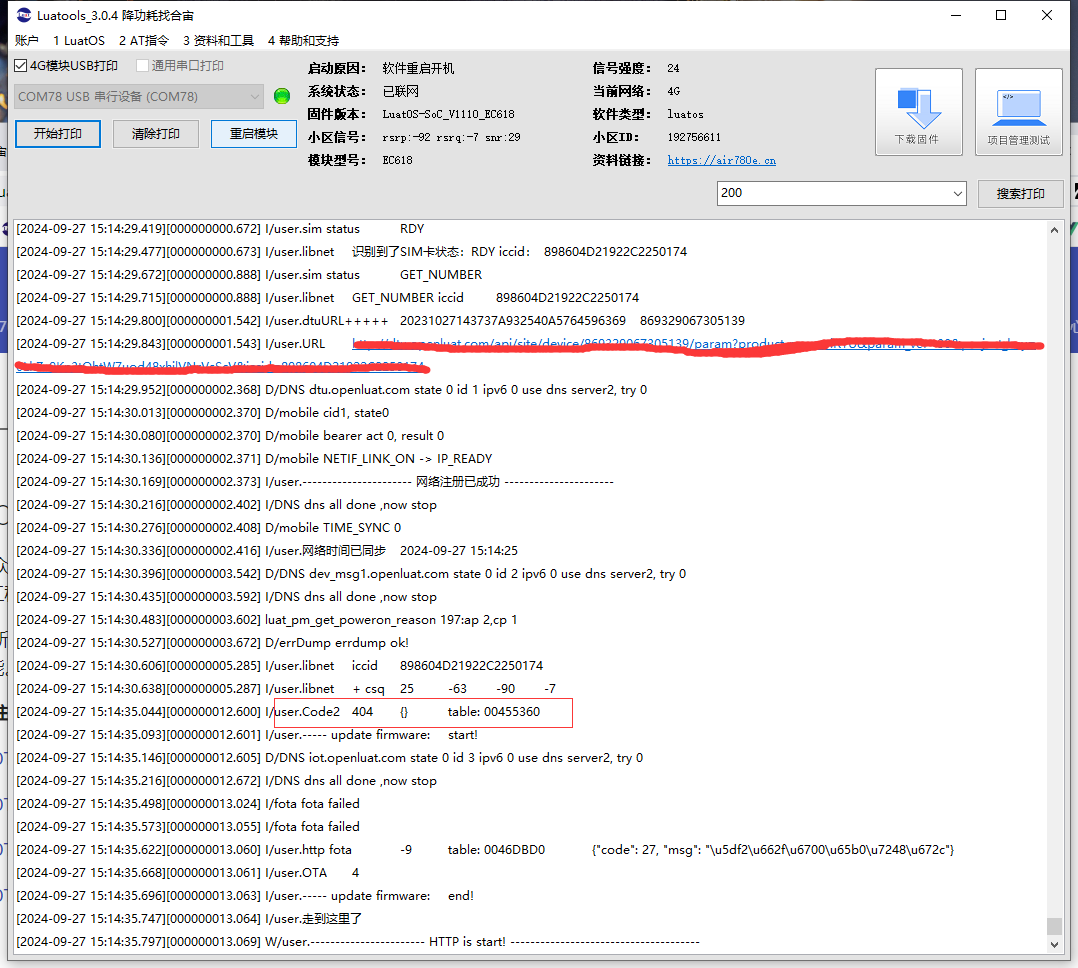 Luatools_3.0.4 降功耗找合宙
账户 1 LuatOS 2 AT指令 3 资料和工具 4 帮助和支持
4G模块USB打印 通用串口打印
COM78 USB 串行设备 (COM78)
开始打印 清除打印 重启模块
启动原因： 软件重启开机
系统状态： 已联网
固件版本： LuatOS-SoC_V1110_EC618
小区信号： rsrp:-92 rsrq:-7 snr:29
模块型号： EC618
信号强度： 24
当前网络： 4G
软件类型： luatos
小区ID： 192756611
资料链接： https://air780e.cn
下载固件
项目管理测试
200 搜索打印
[2024-09-27 15:14:29.419][000000000.672] I/user.sim status RDY
[2024-09-27 15:14:29.477][000000000.673] I/user.libnet 识别到了SIM卡状态：RDY iccid： 898604D21922C2250174
[2024-09-27 15:14:29.672][000000000.888] I/user.sim status GET_NUMBER
[2024-09-27 15:14:29.715][000000000.888] I/user.libnet GET_NUMBER iccid 898604D21922C2250174
[2024-09-27 15:14:29.800][000000001.542] I/user.dtuURL+++++ 20231027143737A932540A5764596369 869329067305139
[2024-09-27 15:14:29.843][000000001.543] I/user.URL
[2024-09-27 15:14:29.952][000000002.368] D/DNS dtu.openluat.com state 0 id 1 ipv6 0 use dns server2, try 0
[2024-09-27 15:14:30.013][000000002.370] D/mobile cid1, state0
[2024-09-27 15:14:30.080][000000002.370] D/mobile bearer act 0, result 0
[2024-09-27 15:14:30.136][000000002.371] D/mobile NETIF_LINK_ON -> IP_READY
[2024-09-27 15:14:30.169][000000002.373] I/user.---------------------- 网络注册已成功 ----------------------
[2024-09-27 15:14:30.216][000000002.402] I/DNS dns all done ,now stop
[2024-09-27 15:14:30.276][000000002.408] D/mobile TIME_SYNC 0
[2024-09-27 15:14:30.336][000000002.416] I/user.网络时间已同步 2024-09-27 15:14:25
[2024-09-27 15:14:30.396][000000003.542] D/DNS dev_msg1.openluat.com state 0 id 2 ipv6 0 use dns server2, try 0
[2024-09-27 15:14:30.435][000000003.592] I/DNS dns all done ,now stop
[2024-09-27 15:14:30.483][000000003.602] luat_pm_get_poweron_reason 197:ap 2,cp 1
[2024-09-27 15:14:30.527][000000003.672] D/errDump errdump ok!
[2024-09-27 15:14:30.606][000000005.285] I/user.libnet iccid 898604D21922C2250174
[2024-09-27 15:14:30.638][000000005.287] I/user.libnet + csq 25 -63 -90 -7
[2024-09-27 15:14:35.044][000000012.600] I/user.Code2 404 {} table: 00455360
[2024-09-27 15:14:35.093][000000012.601] I/user.----- update firmware: start!
[2024-09-27 15:14:35.146][000000012.605] D/DNS iot.openluat.com state 0 id 3 ipv6 0 use dns server2, try 0
[2024-09-27 15:14:35.216][000000012.672] I/DNS dns all done ,now stop
[2024-09-27 15:14:35.498][000000013.024] I/fota fota failed
[2024-09-27 15:14:35.573][000000013.055] I/fota fota failed
[2024-09-27 15:14:35.622][000000013.060] I/user.http fota -9 table: 0046DBD0 {"code": 27, "msg": "\u5df2\u662f\u6700\u65b0\u7248\u672c"}
[2024-09-27 15:14:35.668][000000013.061] I/user.OTA 4
[2024-09-27 15:14:35.696][000000013.063] I/user.----- update firmware: end!
[2024-09-27 15:14:35.747][000000013.064] I/user.走到这里了
[2024-09-27 15:14:35.797][000000013.069] W/user.----------------------- HTTP is start! --------------------------------------